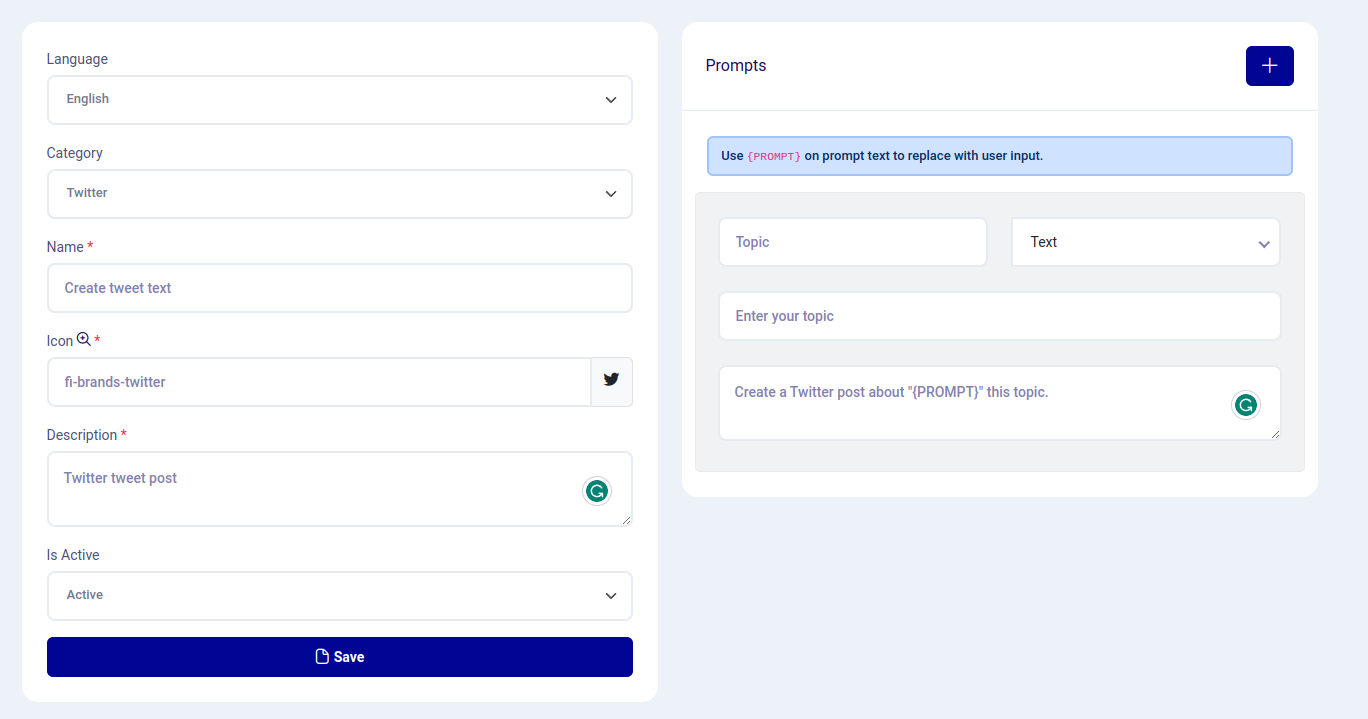 Language
English
Category
Twitter
Name *
Create tweet text
Icon *
fi-brands-twitter
Description *
Twitter tweet post
Is Active
Active
Save
Prompts
Use {PROMPT} on prompt text to replace with user input.
Topic
Text
Enter your topic
Create a Twitter post about "{PROMPT}" this topic.